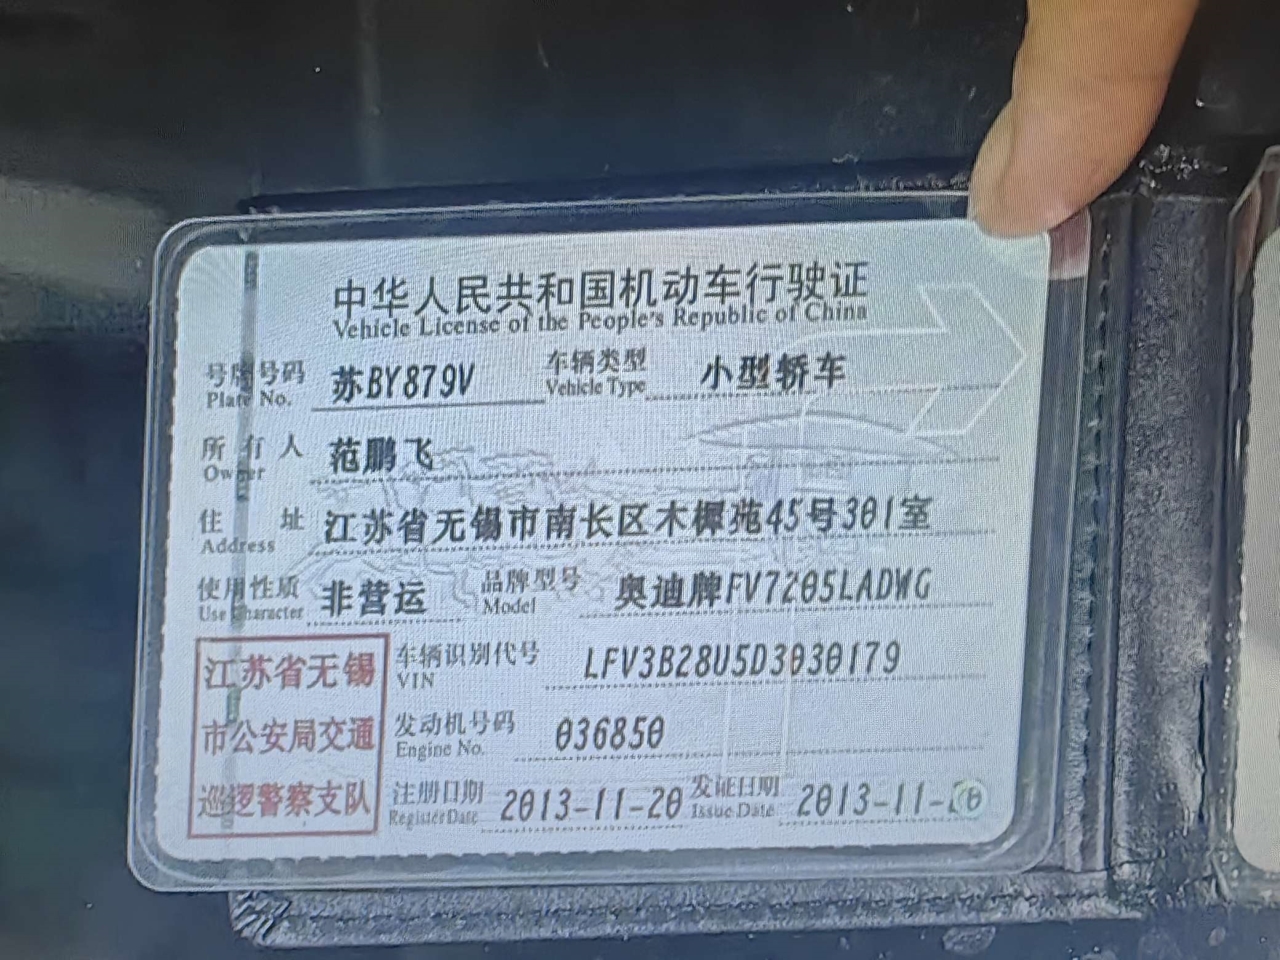 中华人民共和国机动车行驶证
Vehicle License of the People's Republic of China
号牌号码 苏BY879V 车辆类型 小型轿车
Plate No. Vehicle Type
所有人 范鹏飞
Owner
住址 江苏省无锡市南长区木樨苑45号301室
Address
使用性质 非营运 品牌型号 奥迪牌FV7205LADWG
Use Character Model
江苏省无锡
市公安局交通
巡逻警察支队
车辆识别代号 LFV3B28U5D3030179
VIN
发动机号码 036850
Engine No.
注册日期 2013-11-20 发证日期 2013-11-
Register Date Issue Date